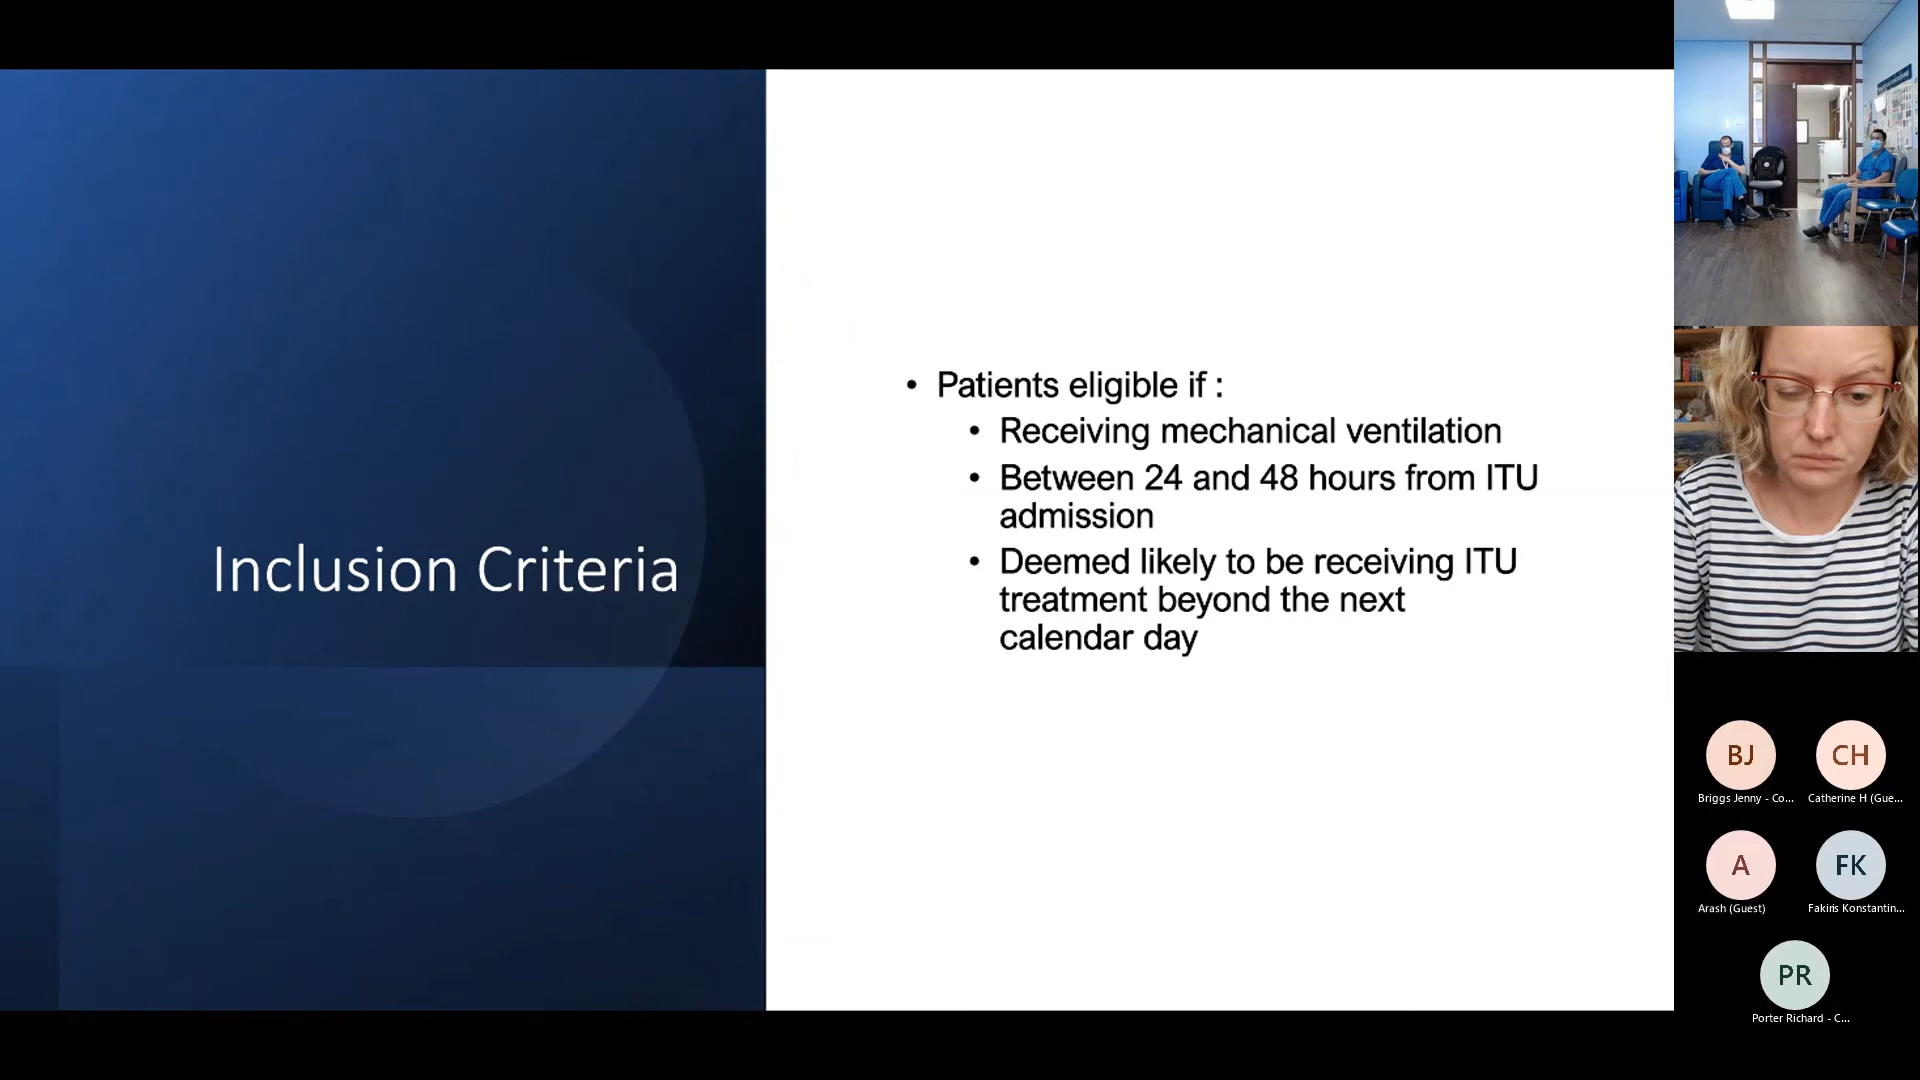 Inclusion Criteria
• Patients eligible if :
• Receiving mechanical ventilation
• Between 24 and 48 hours from ITU
admission
• Deemed likely to be receiving ITU
treatment beyond the next
calendar day
BJ
CH
Briggs Jenny - Co...
Catherine H (Gue...
A
FK
Arash (Guest)
Fakiris Konstantin...
PR
Porter Richard - C...